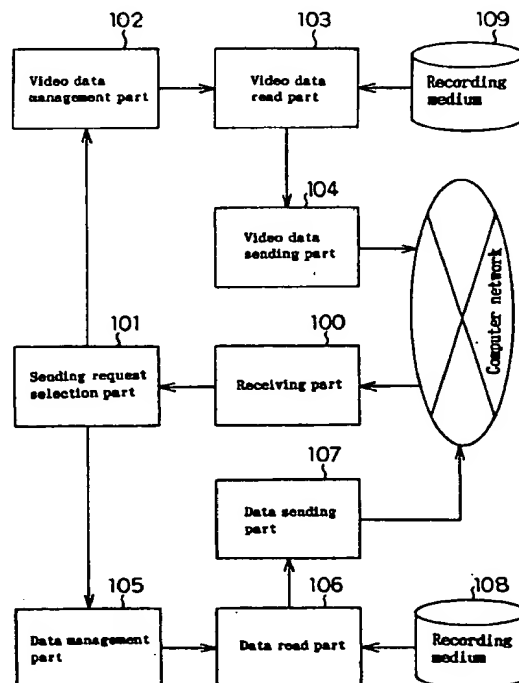 102
103
109
Video data
management part
Video data
read part
Recording
medium
104
Video data
sending part
Computer network
101
100
Sending request
selection part
Receiving part
107
Data sending
part
105
106
108
Data management
part
Data read part
Recording
medium